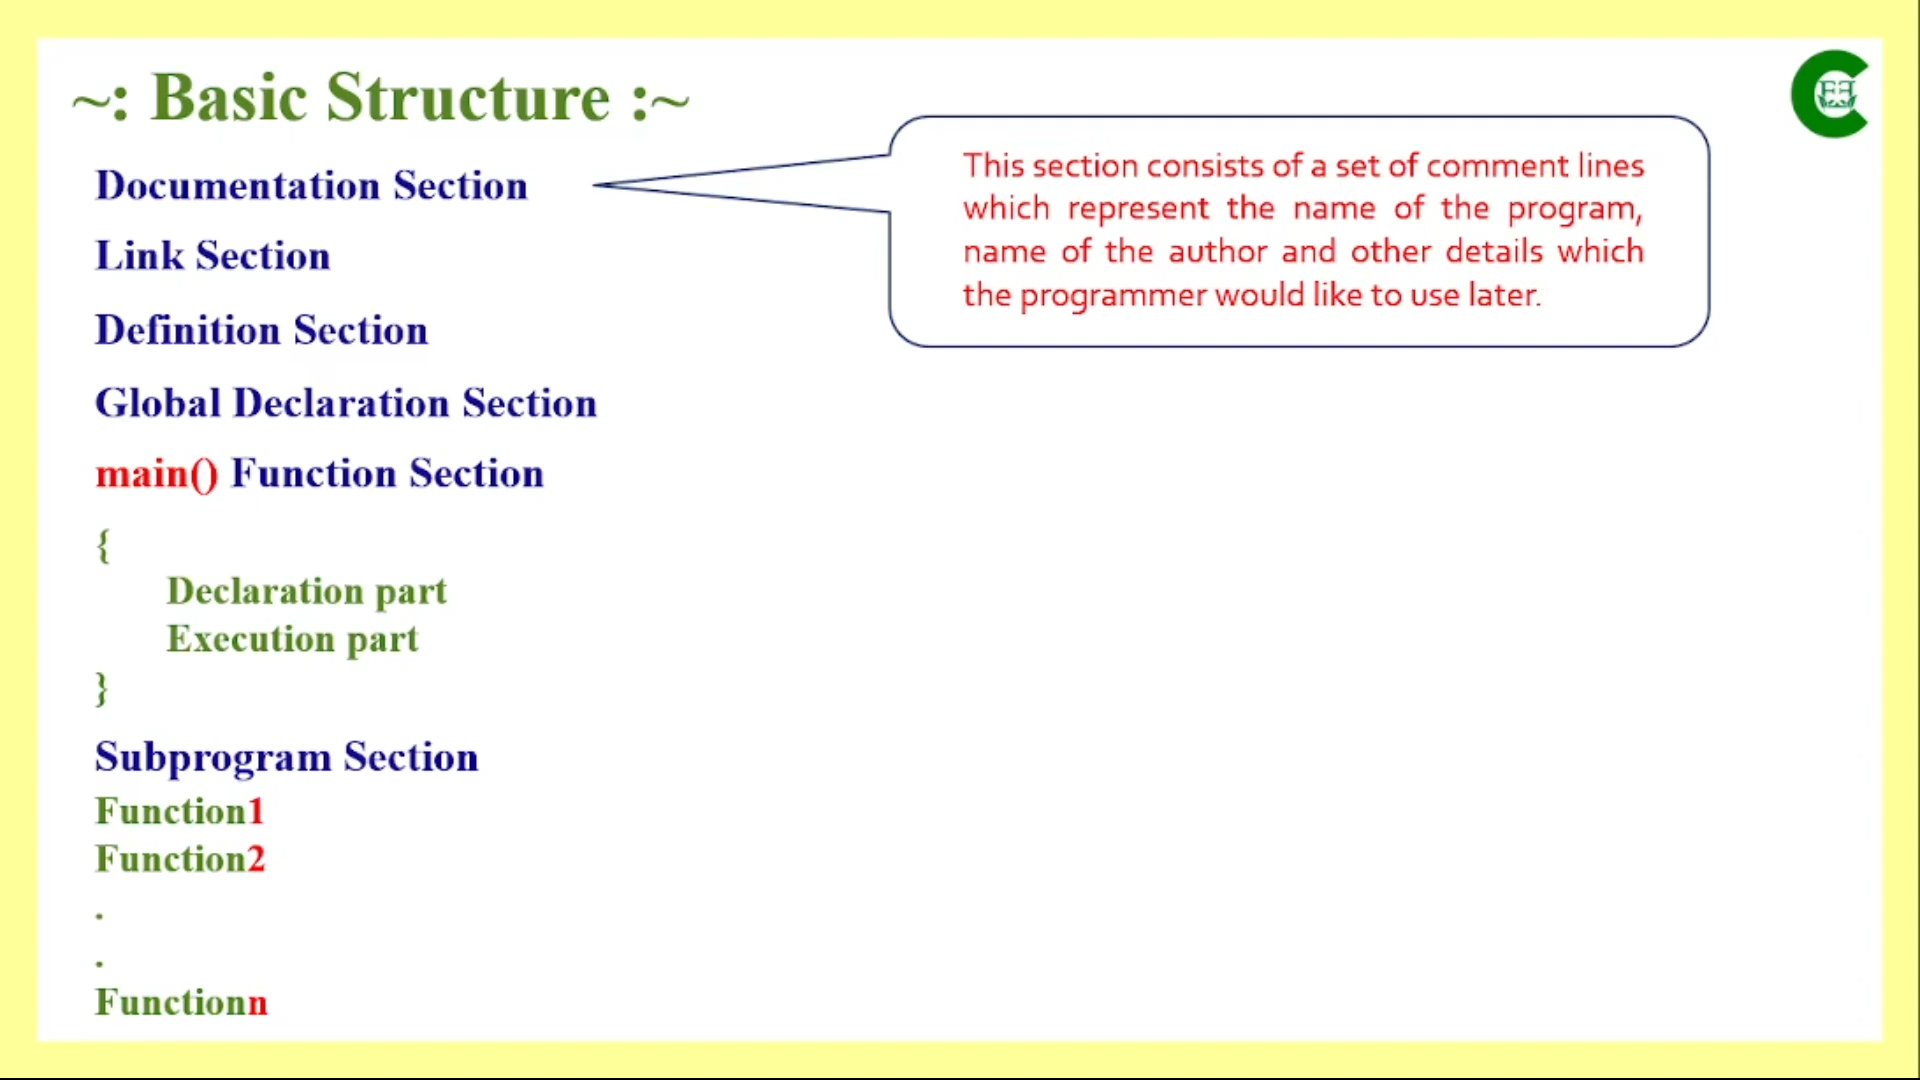 ~: Basic Structure :~
Documentation Section
This section consists of a set of comment lines
which represent the name of the program,
name of the author and other details which
the programmer would like to use later.
Link Section
Definition Section
Global Declaration Section
main() Function Section
{
Declaration part
Execution part
}
Subprogram Section
Function1
Function2
.
.
Functionn